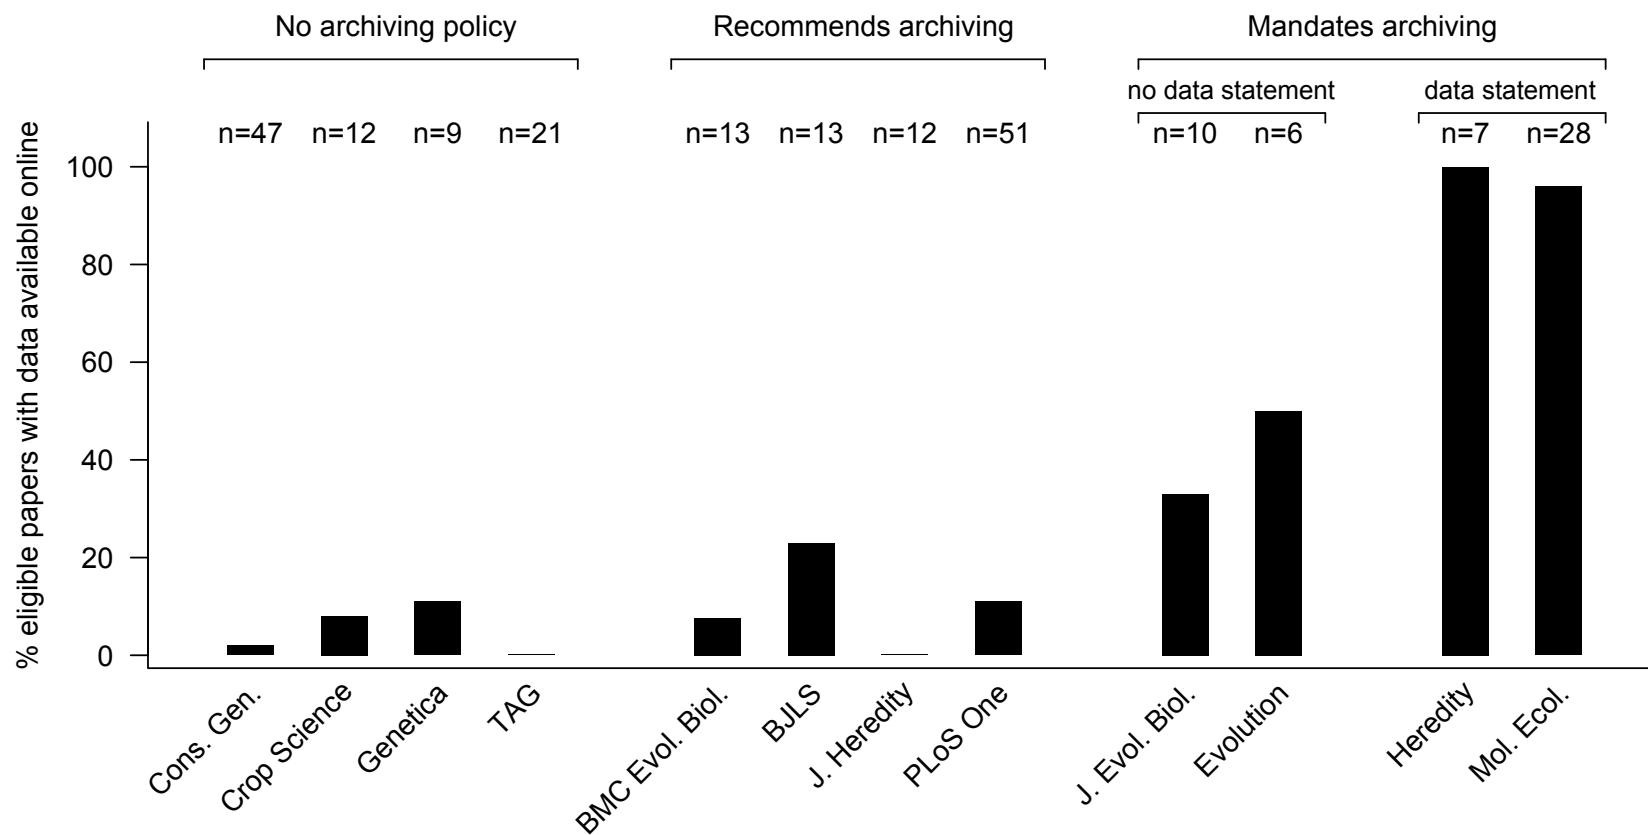 No archiving policy
Recommends archiving
Mandates archiving
no data statement
data statement
n=47 n=12 n=9 n=21
n=13 n=13 n=12 n=51
n=10 n=6
n=7 n=28
% eligible papers with data available online
100
80
60
40
20
0
Cons. Gen.
Crop Science
Genetica
TAG
BMC Evol. Biol.
BJLS
J. Heredity
PLoS One
J. Evol. Biol.
Evolution
Heredity
Mol. Ecol.